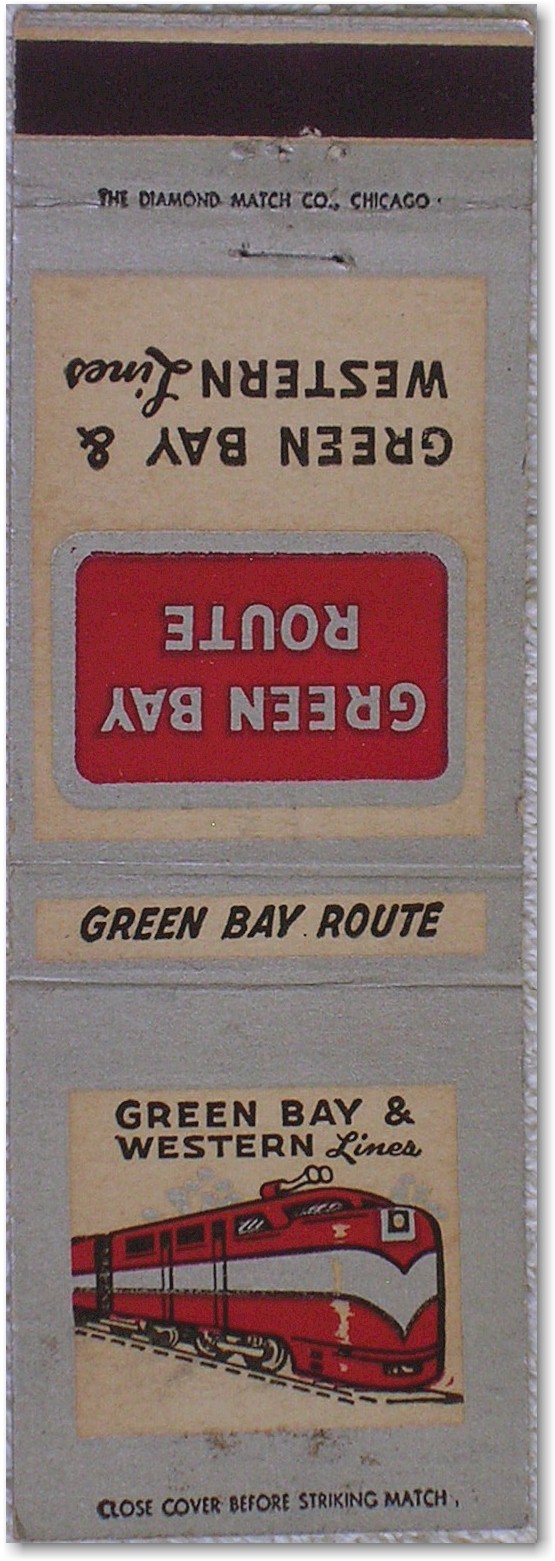 THE DIAMOND MATCH CO., CHICAGO
GREEN BAY &
WESTERN Lines
GREEN BAY
ROUTE
GREEN BAY ROUTE
GREEN BAY &
WESTERN Lines
CLOSE COVER BEFORE STRIKING MATCH